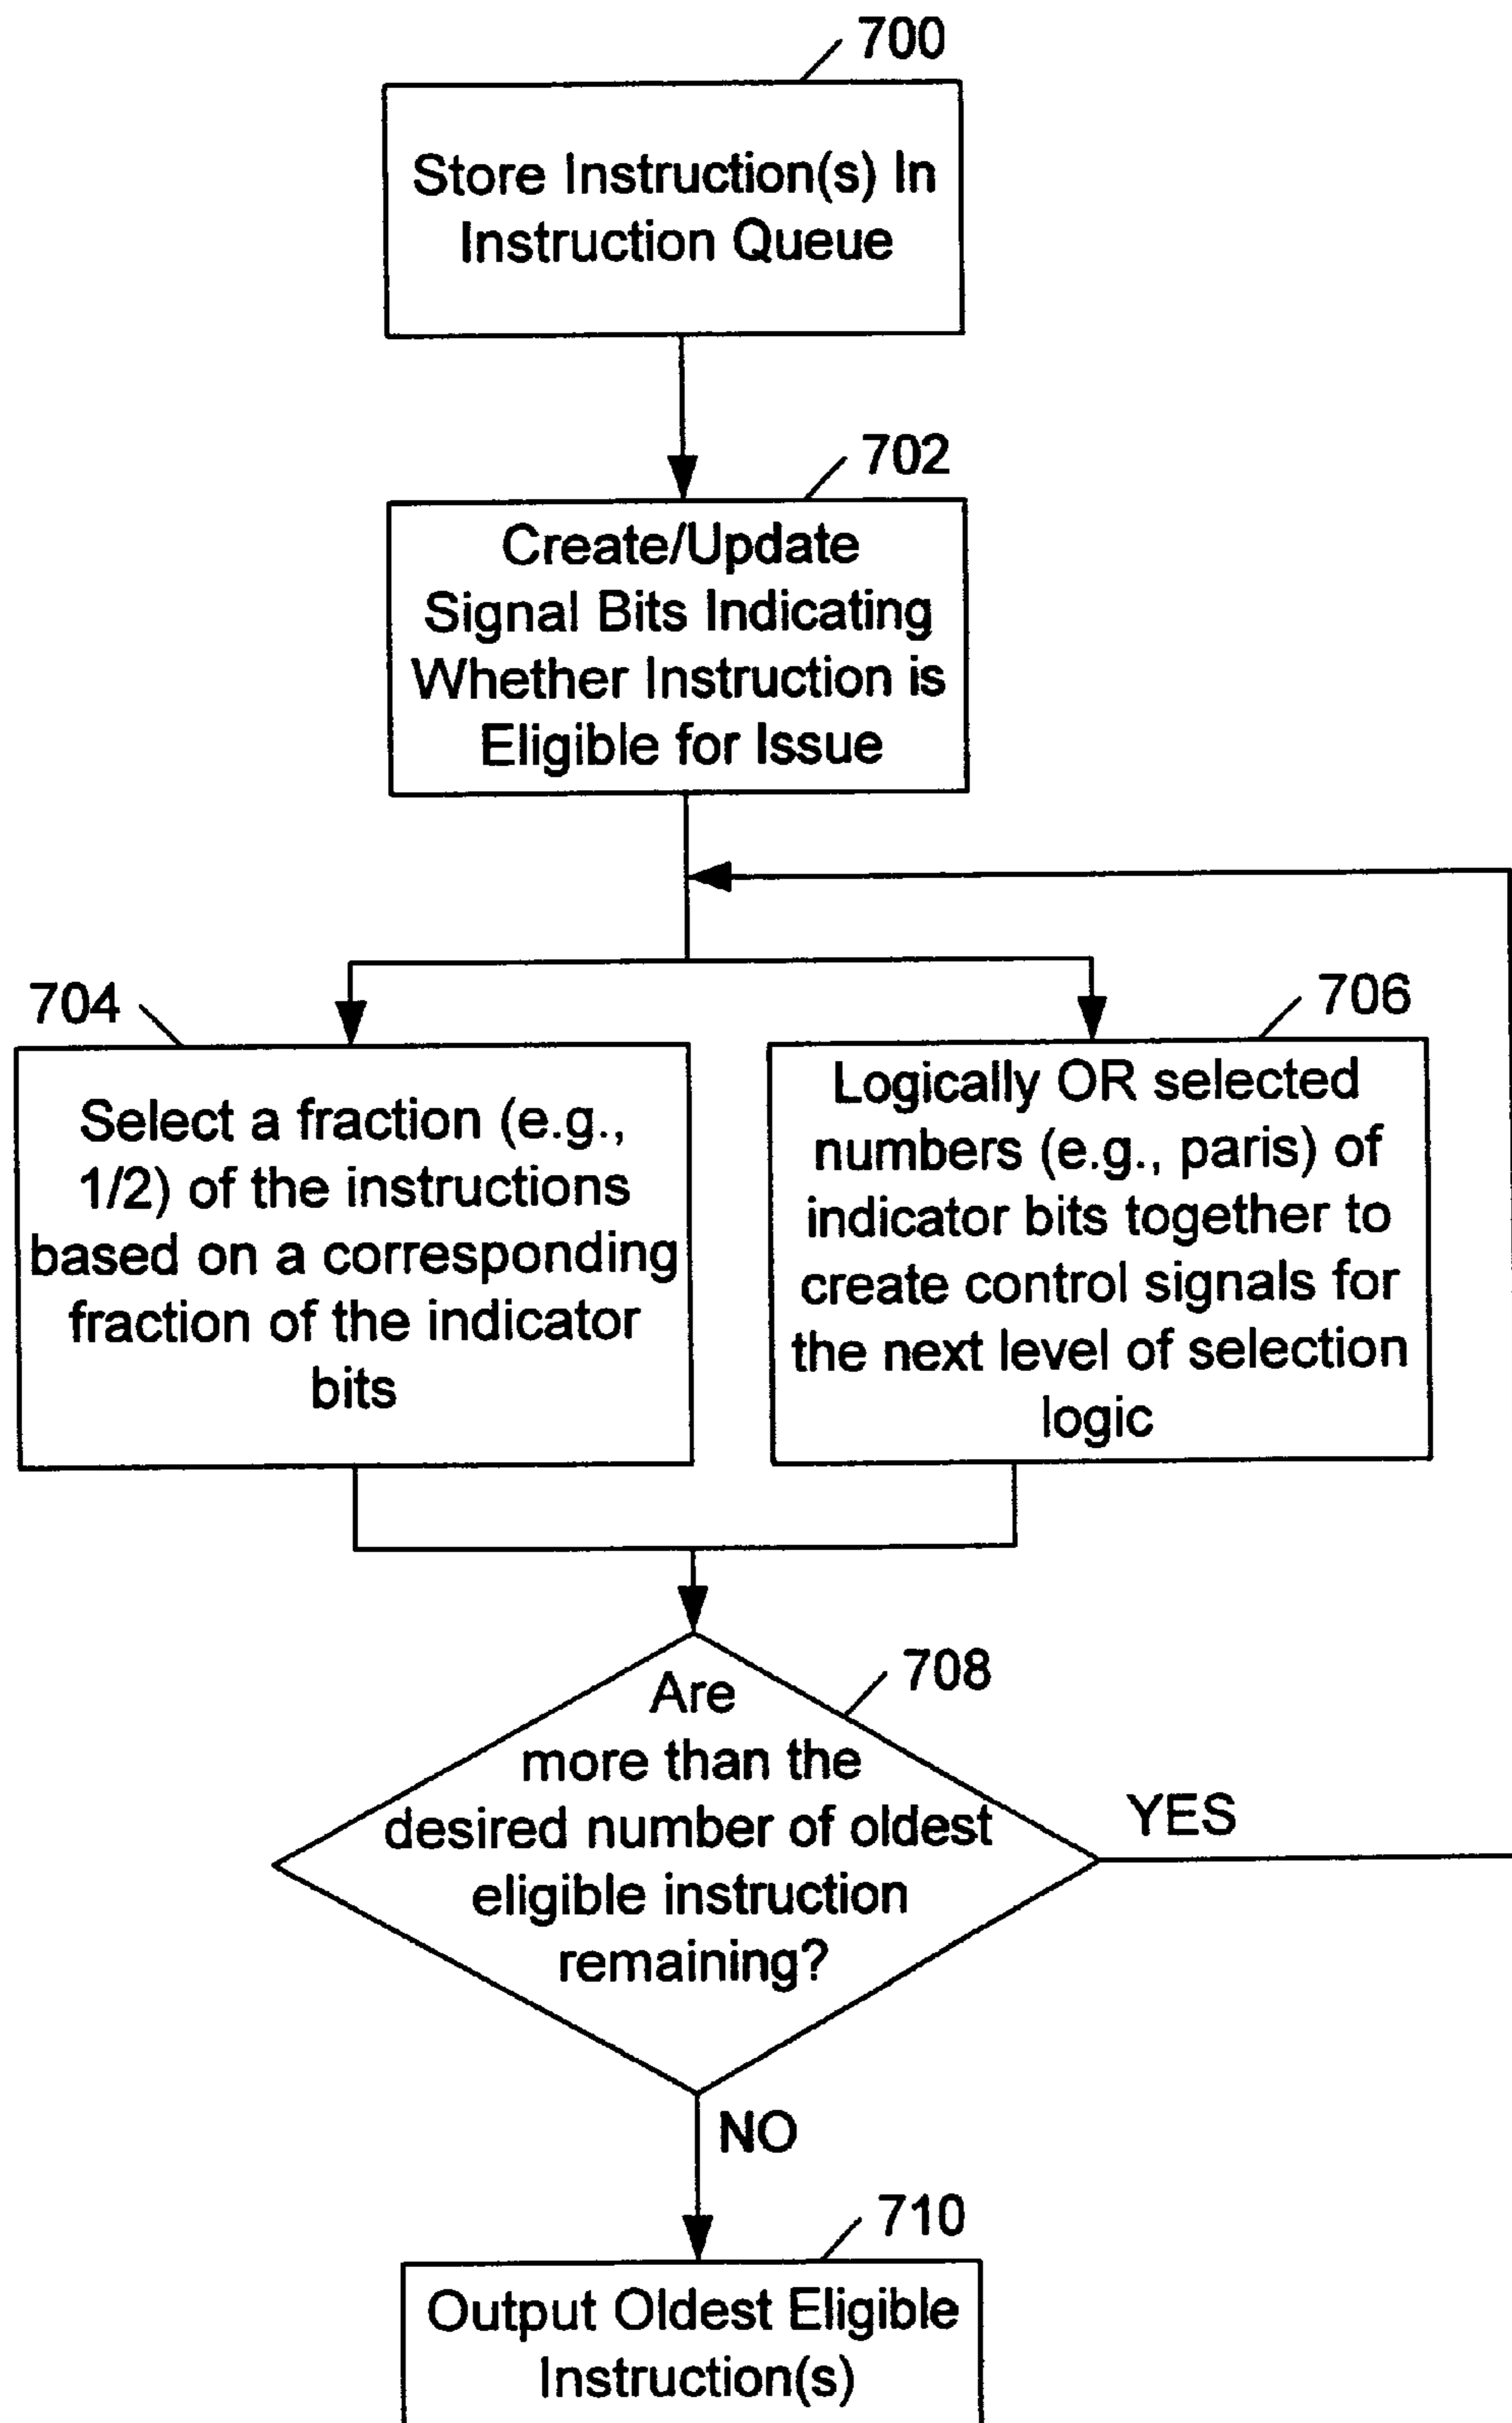 700
Store Instruction(s) In
Instruction Queue
702
Create/Update
Signal Bits Indicating
Whether Instruction is
Eligible for Issue
704
Select a fraction (e.g.,
1/2) of the instructions
based on a corresponding
fraction of the indicator
bits
706
Logically OR selected
numbers (e.g., paris) of
indicator bits together to
create control signals for
the next level of selection
logic
708
Are
more than the
desired number of oldest
eligible instruction
remaining?
YES
NO
710
Output Oldest Eligible
Instruction(s)